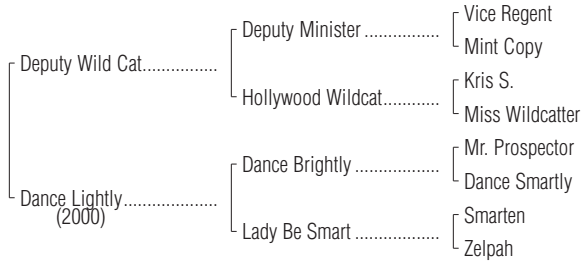 Vice Regent
Deputy Minister ................
Mint Copy
Deputy Wild Cat................
Kris S.
Hollywood Wildcat............
Miss Wildcatter
Mr. Prospector
Dance Brightly ..................
Dance Smartly
Dance Lightly....................
(2000)
Smarten
Lady Be Smart ..................
Zelpah